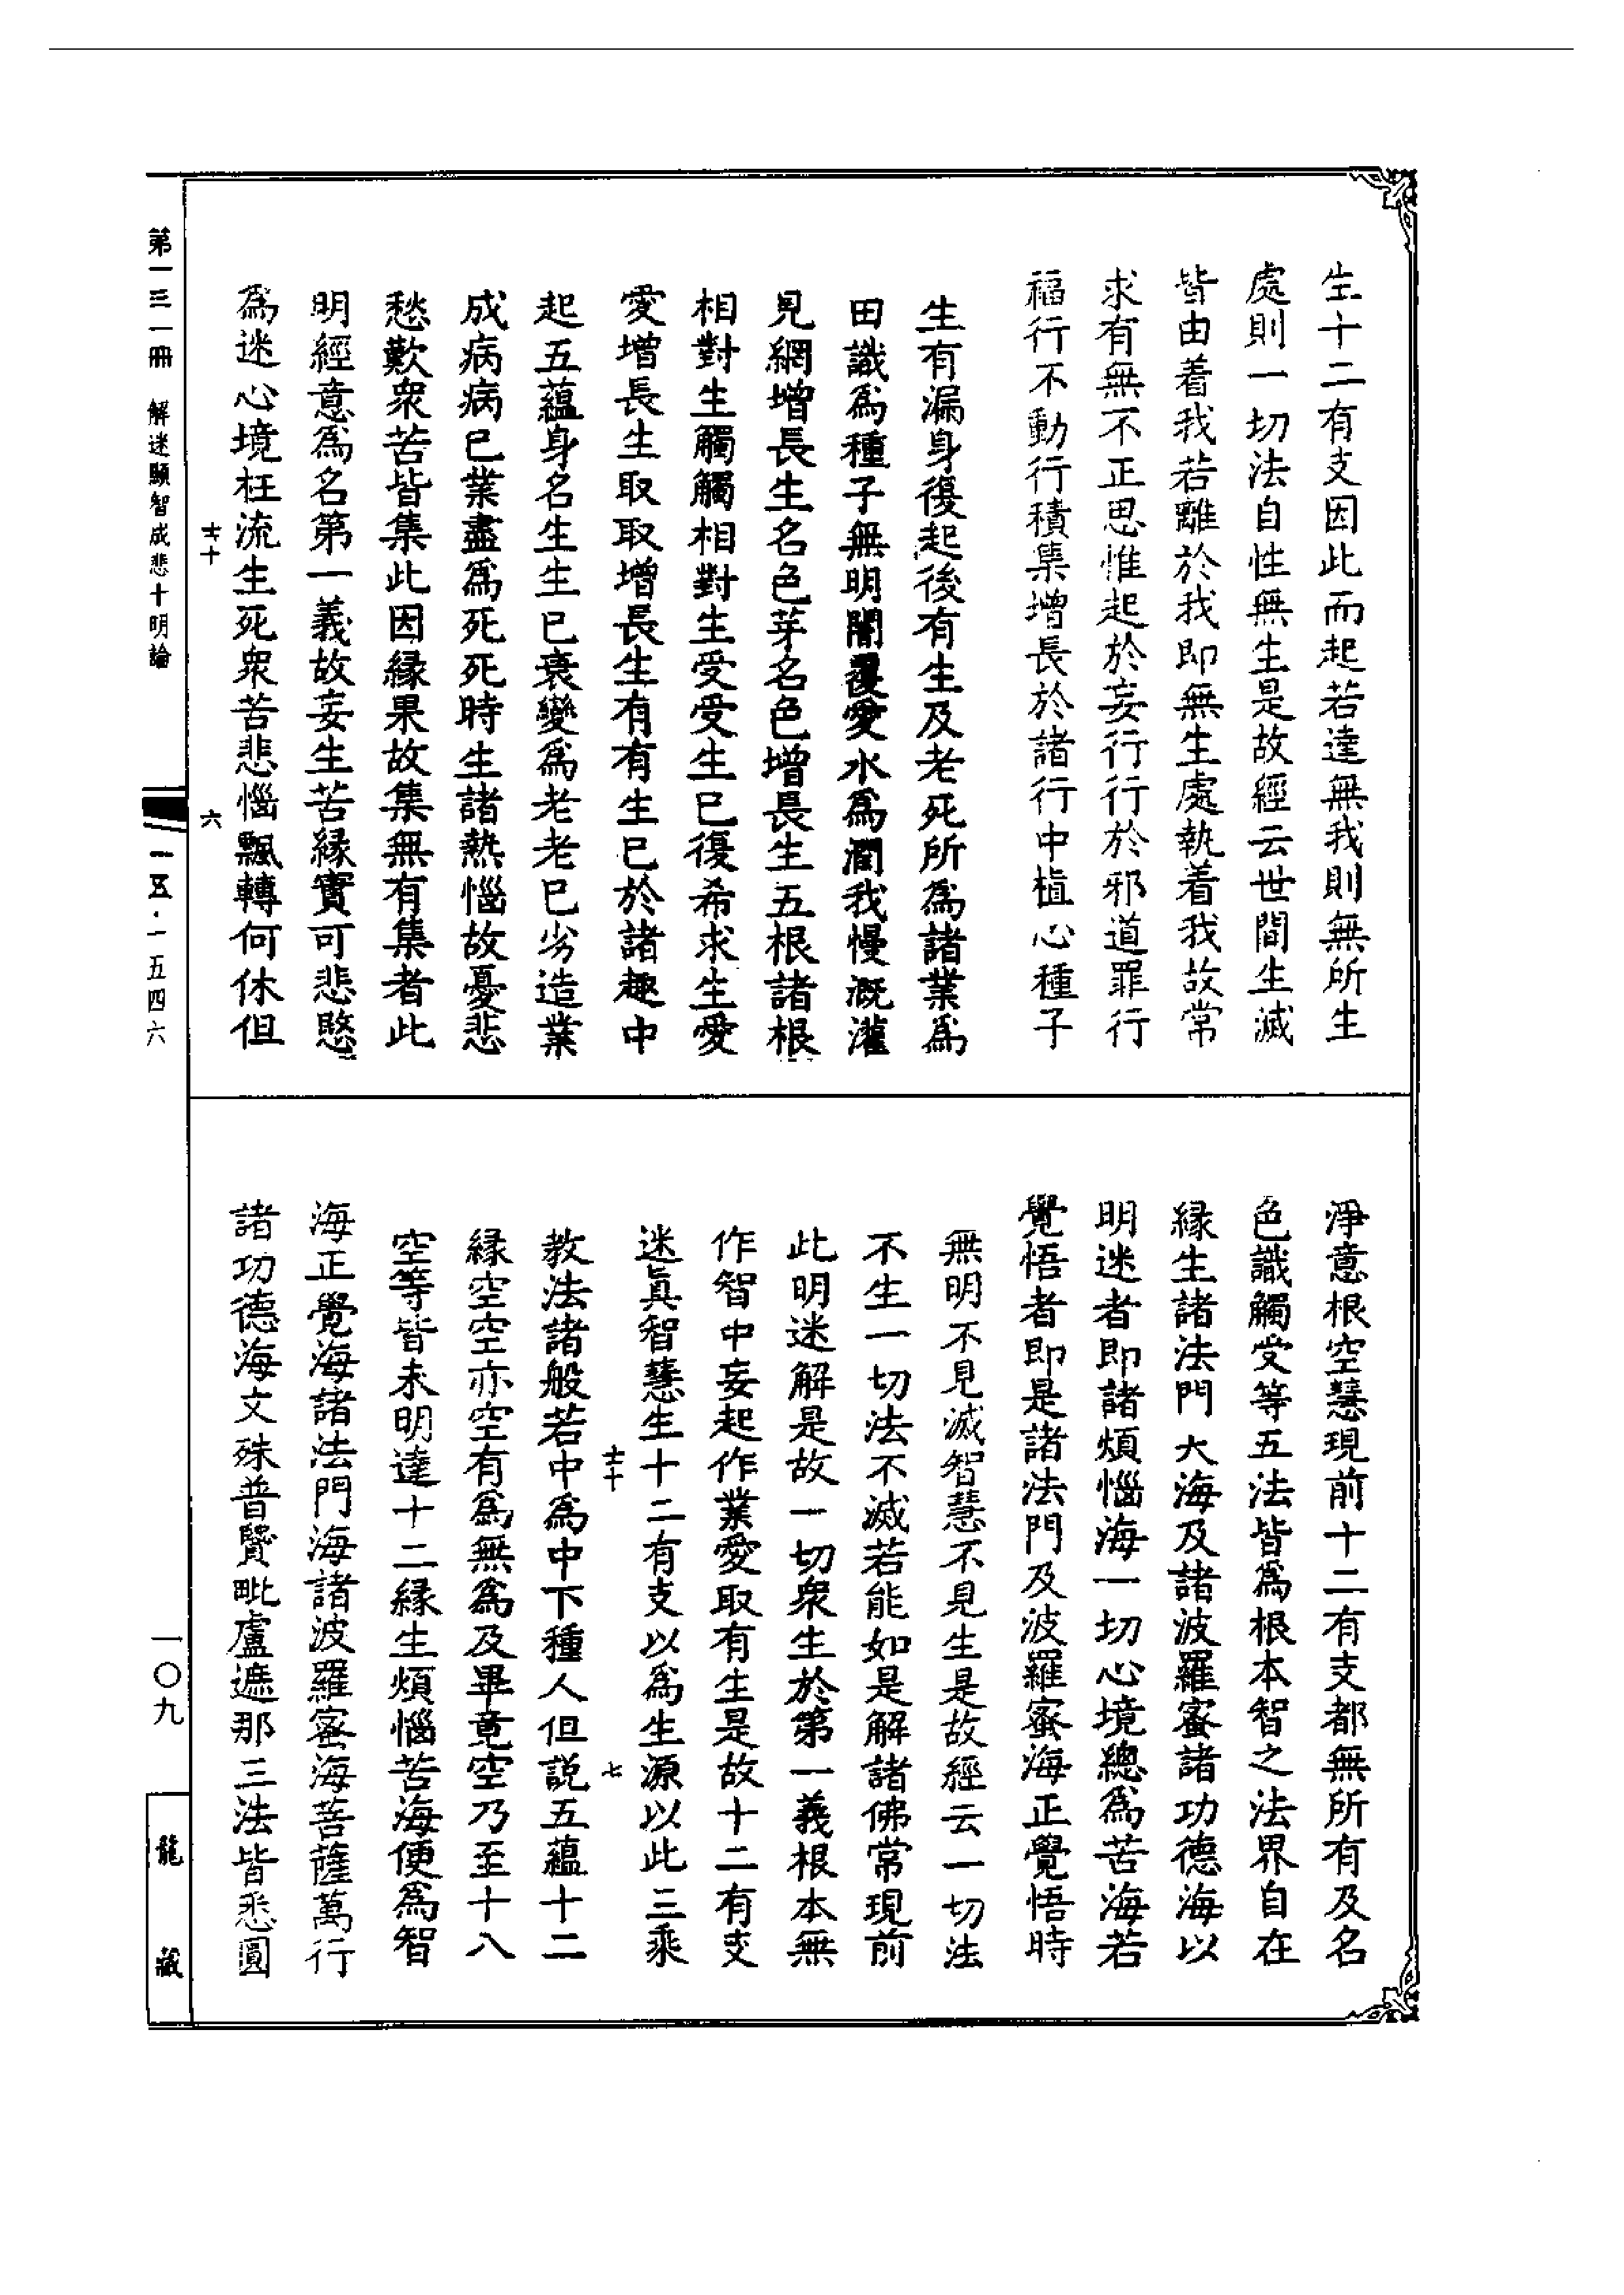 生十二有支因此而起若達無我則無所生
處則一切法自性無生是故經云世間生滅
皆由着我若離於我即無生處執着我故常
求有無不正思惟起於妄行行於邪道罪行
福行不動行積集增長於諸行中植心種子
生有漏身復起後有生及老死所爲諸業爲
田識爲種子無明闇覆愛水爲潤我慢溉灌
見網增長生名色芽名色增長生五根諸根
相對生觸觸相對生受受生已復希求生愛
愛增長生取取增長生有有生已於諸趣中
起五蘊身名生生已衰變爲老老已劣造業
成病病已業盡爲死死時生諸熱惱故憂悲
愁歎衆苦皆集此因緣果故集無有集者此
明經意爲名第一義故妄生苦緣實可悲愍
爲迷心境枉流生死衆苦悲惱飄轉何休但
淨意根空慧現前十二有支都無所有及名
色識觸受等五法皆爲根本智之法界自在
緣生諸法門大海及諸波羅蜜諸功德海以
明迷者即諸煩惱海一切心境總爲苦海若
覺悟者即是諸法門及波羅蜜海正覺悟時
無明不見滅智慧不見生是故經云一切法
不生一切法不滅若能如是解諸佛常現前
此明迷解是故一切衆生於第一義根本無
作智中妄起作業愛取有生是故十二有支
迷眞智慧生十二有支以爲生源以此三乘
教法諸般若中爲中下種人但説五蘊十二
緣空空亦空有爲無爲及畢竟空乃至十八
空等皆未明達十二緣生煩惱苦海便爲智
海正覺海諸法門海諸波羅蜜海菩薩萬行
諸功德海文殊普賢毗盧遮那三法皆悉圓
第一三一冊 解迷顯智成悲十明論
六
七
一五·一五四六
一〇九
龍藏